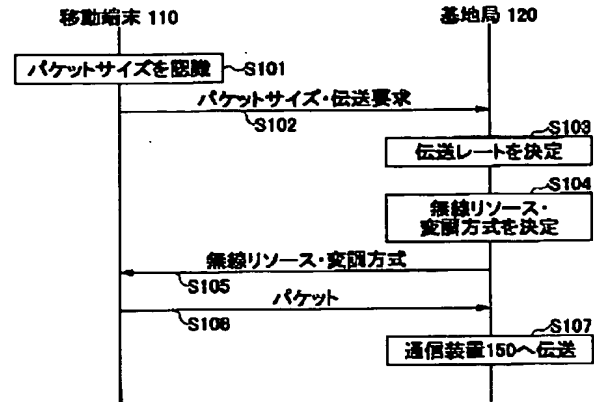 移動端末 110
基地局 120
パケットサイズを認識
S101
パケットサイズ・伝送要求
S102
S103
伝送レートを決定
S104
無線リソース・
変調方式を決定
無線リソース・変調方式
S105
パケット
S106
S107
通信装置150へ伝送